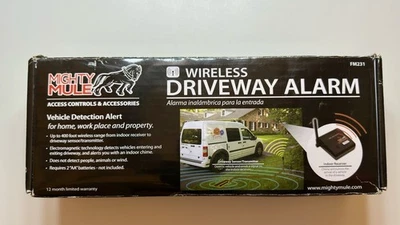 FM231
MIGHTY
MULE
ACCESS CONTROLS & ACCESSORIES
WIRELESS
DRIVEWAY ALARM
Alarma inalámbrica para la entrada
Vehicle Detection Alert
for home, work place and property.
• Up to 400 foot wireless range from indoor receiver to
driveway sensor/transmitter.
• Electromagnetic technology detects vehicles entering and
exiting driveway, and alerts you with an indoor chime.
• Does not detect people, animals or wind.
• Requires 2 "AA" batteries - not included.
12 month limited warranty
www.mightymule.com